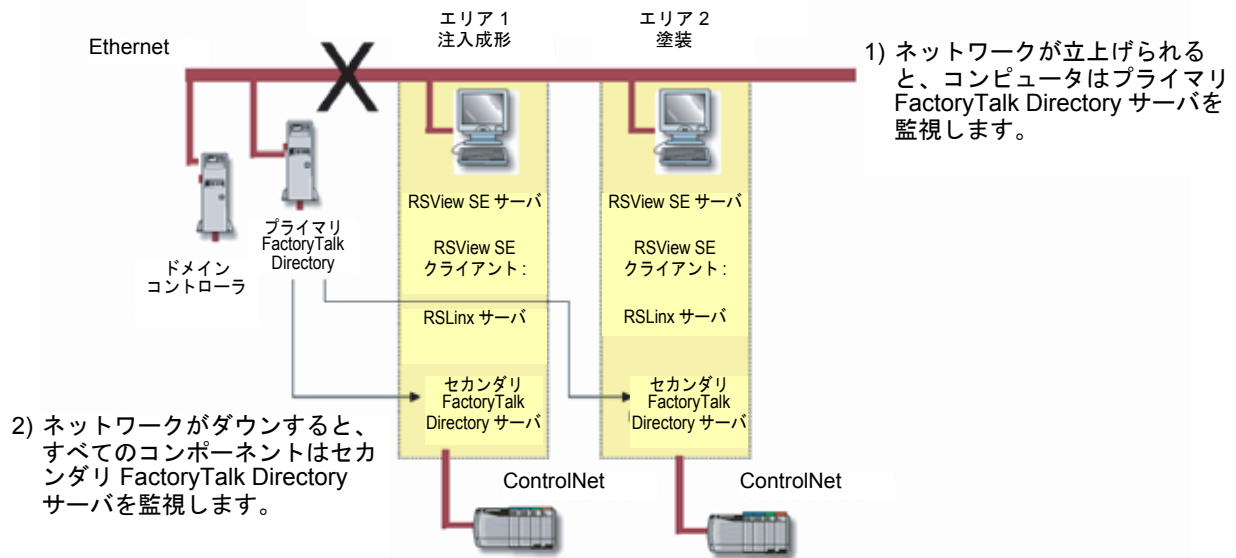 エリア 1
注入成形
エリア 2
塗装
Ethernet
1) ネットワークが立上げられる
と、コンピュータはプライマリ
FactoryTalk Directory サーバを
監視します。
RSView SE サーバ
RSView SE サーバ
プライマリ
FactoryTalk
Directory
ドメイン
コントローラ
RSView SE
クライアント :
RSView SE
クライアント :
RSLinx サーバ
RSLinx サーバ
セカンダリ
FactoryTalk
Directory サーバ
セカンダリ
FactoryTalk
Directory サーバ
2) ネットワークがダウンすると、
すべてのコンポーネントはセカ
ンダリ FactoryTalk Directory
サーバを監視します。
ControlNet
ControlNet